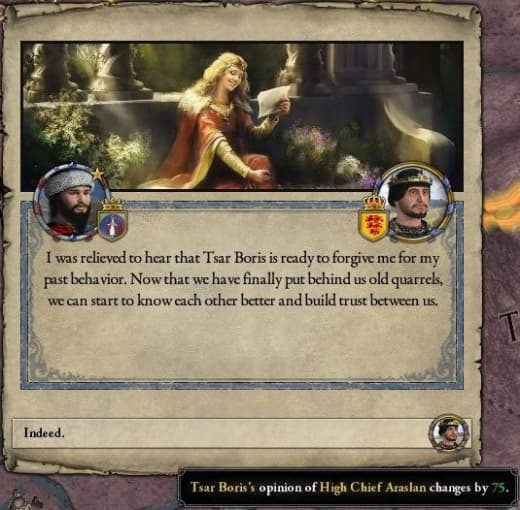 I was relieved to hear that Tsar Boris is ready to forgive me for my
past behavior. Now that we have finally put behind us old quarrels,
we can start to know each other better and build trust between us.
Indeed.
Tsar Boris's opinion of High Chief Araslan changes by 75.